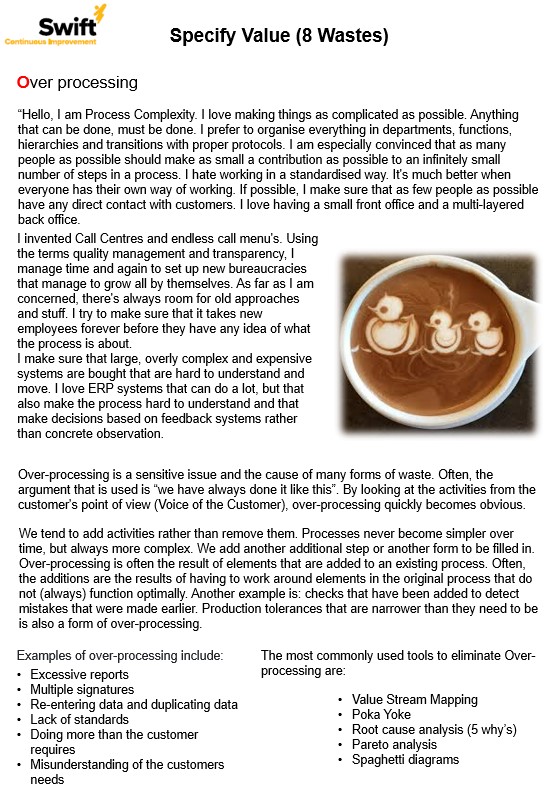 Swift
Continuous Improvement
Specify Value (8 Wastes)
Over processing
“Hello, I am Process Complexity. I love making things as complicated as possible. Anything
that can be done, must be done. I prefer to organise everything in departments, functions,
hierarchies and transitions with proper protocols. I am especially convinced that as many
people as possible should make as small a contribution as possible to an infinitely small
number of steps in a process. I hate working in a standardised way. It's much better when
everyone has their own way of working. If possible, I make sure that as few people as possible
have any direct contact with customers. I love having a small front office and a multi-layered
back office.
I invented Call Centres and endless call menu's. Using
the terms quality management and transparency, I
manage time and again to set up new bureaucracies
that manage to grow all by themselves. As far as I am
concerned, there's always room for old approaches
and stuff. I try to make sure that it takes new
employees forever before they have any idea of what
the process is about.
I make sure that large, overly complex and expensive
systems are bought that are hard to understand and
move. I love ERP systems that can do a lot, but that
also make the process hard to understand and that
make decisions based on feedback systems rather
than concrete observation.
Over-processing is a sensitive issue and the cause of many forms of waste. Often, the
argument that is used is “we have always done it like this”. By looking at the activities from the
customer's point of view (Voice of the Customer), over-processing quickly becomes obvious.
We tend to add activities rather than remove them. Processes never become simpler over
time, but always more complex. We add another additional step or another form to be filled in.
Over-processing is often the result of elements that are added to an existing process. Often,
the additions are the results of having to work around elements in the original process that do
not (always) function optimally. Another example is: checks that have been added to detect
mistakes that were made earlier. Production tolerances that are narrower than they need to be
is also a form of over-processing.
Examples of over-processing include:
• Excessive reports
• Multiple signatures
• Re-entering data and duplicating data
• Lack of standards
• Doing more than the customer
requires
• Misunderstanding of the customers
needs
The most commonly used tools to eliminate Over-
processing are:
• Value Stream Mapping
• Poka Yoke
• Root cause analysis (5 why's)
• Pareto analysis
• Spaghetti diagrams